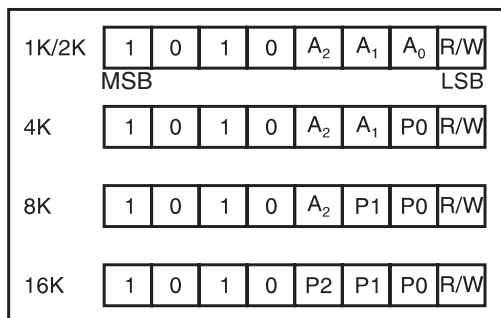 1K/2K 1 0 1 0 A₂ A₁ A₀ R/W
MSB LSB
4K 1 0 1 0 A₂ A₁ P0 R/W
8K 1 0 1 0 A₂ P1 P0 R/W
16K 1 0 1 0 P2 P1 P0 R/W